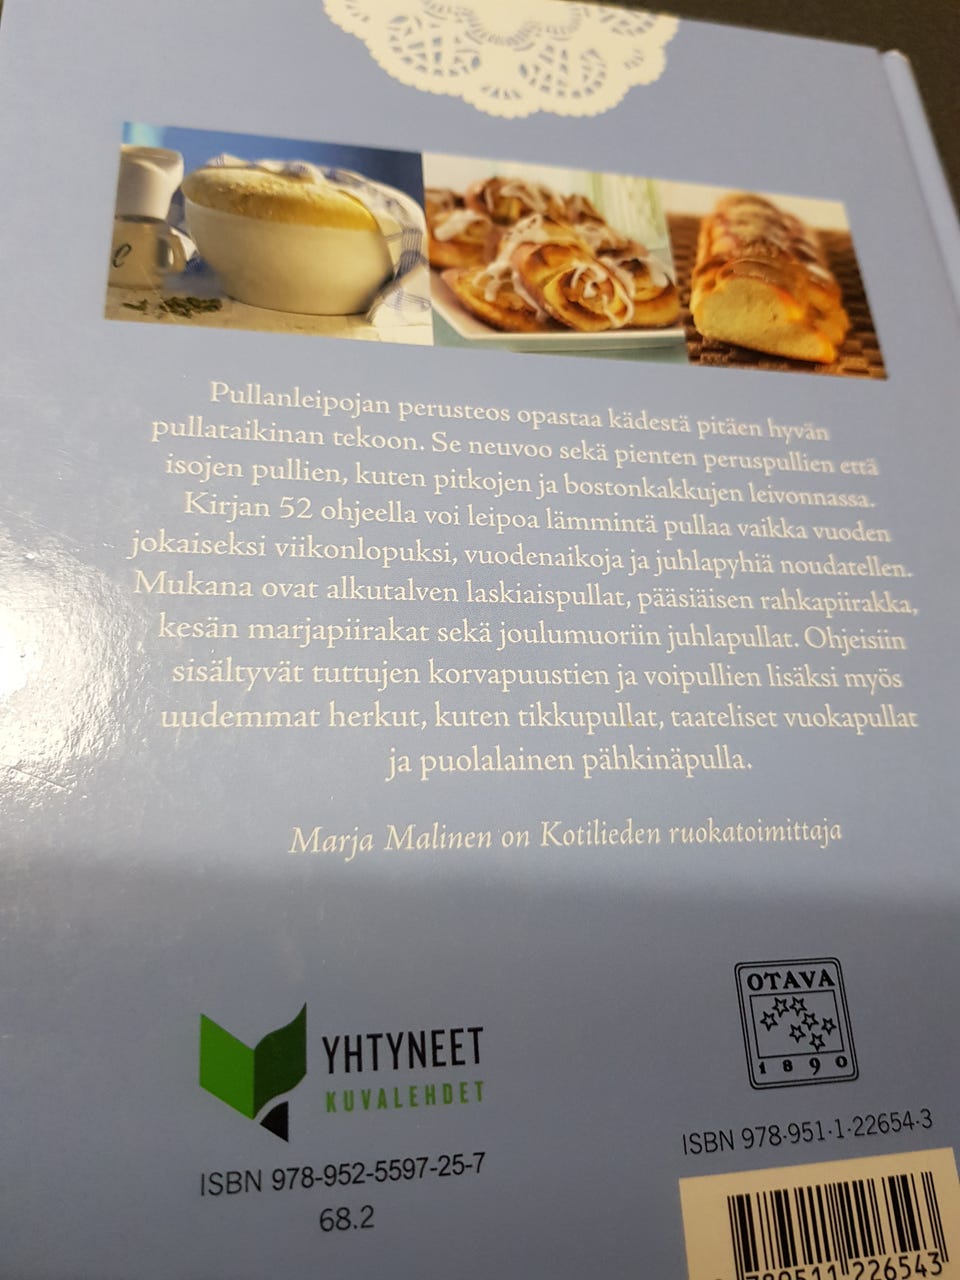 Pullanleipojan perusteos opastaa kädestä pitäen hyvän
pullataikinan tekoon. Se neuvoo sekä pienten peruspullien että
isojen pullien, kuten pitkojen ja bostonkakkujen leivonnassa.
Kirjan 52 ohjeella voi leipoa lämmintä pullaa vaikka vuoden
jokaiseksi viikonlopuksi, vuodenaikoja ja juhlapyhiä noudatellen.
Mukana ovat alkutalven laskiaispullat, pääsiäisen rahkapiirakka,
kesän marjapiirakat sekä joulumuoriin juhlapullat. Ohjeisiin
sisältyvät tuttujen korvapuustien ja voipullien lisäksi myös
uudemmat herkut, kuten tikkupullat, taateliset vuokapullat
ja puolalainen pähkinäpulla.
Marja Malinen on Kotilieden ruokatoimittaja
YHTYNEET
KUVALEHDET
ISBN 978-952-5597-25-7
68.2
OTAVA
1890
ISBN 978-951-1-22654-3
789511 226543